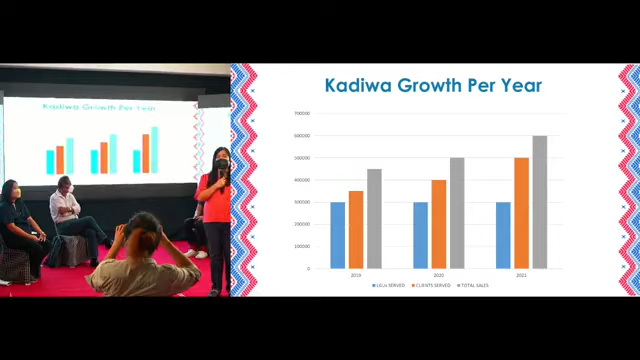 Kadiwa Growth Per Year
Kadiwa Growth Per Year
700000
600000
500000
400000
300000
200000
100000
0
2019 2020 2021
LGUs SERVED CLIENTS SERVED TOTAL SALES